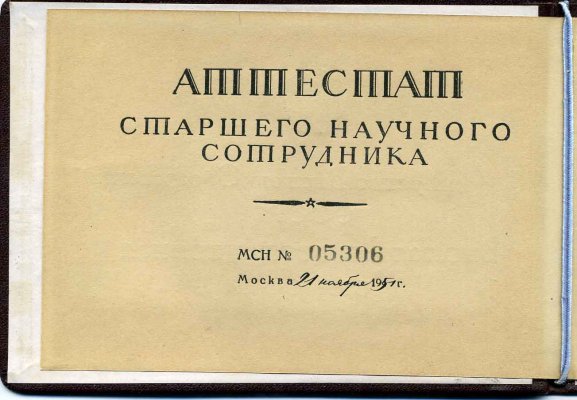 АТТЕСТАТ
СТАРШЕГО НАУЧНОГО
СОТРУДНИКА
МСН № 05306
Москва 21 ноября 1951 г.